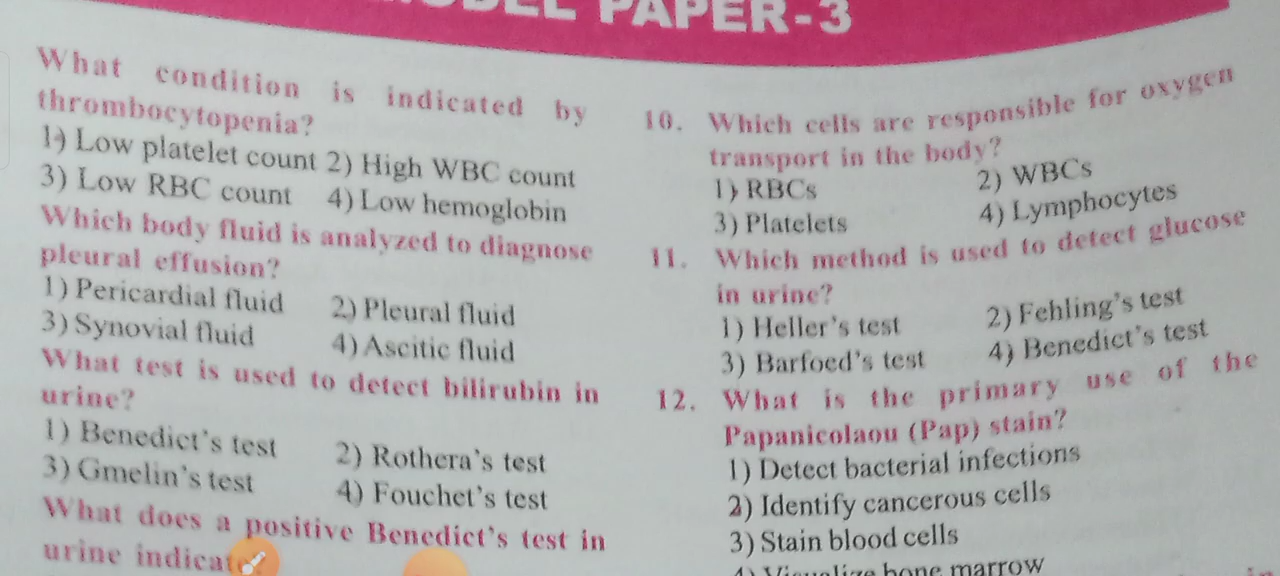 MODEL PAPER-3
What condition is indicated by
thrombocytopenia?
1) Low platelet count 2) High WBC count
3) Low RBC count 4) Low hemoglobin
Which body fluid is analyzed to diagnose
pleural effusion?
1) Pericardial fluid 2) Pleural fluid
3) Synovial fluid 4) Ascitic fluid
What test is used to detect bilirubin in
urine?
1) Benedict's test 2) Rothera's test
3) Gmelin's test 4) Fouchet's test
What does a positive Benedict's test in
urine indicate?
10. Which cells are responsible for oxygen
transport in the body?
1) RBCs 2) WBCs
3) Platelets 4) Lymphocytes
11. Which method is used to detect glucose
in urine?
1) Heller's test 2) Fehling's test
3) Barfoed's test 4) Benedict's test
12. What is the primary use of the
Papanicolaou (Pap) stain?
1) Detect bacterial infections
2) Identify cancerous cells
3) Stain blood cells
4) Visualize bone marrow